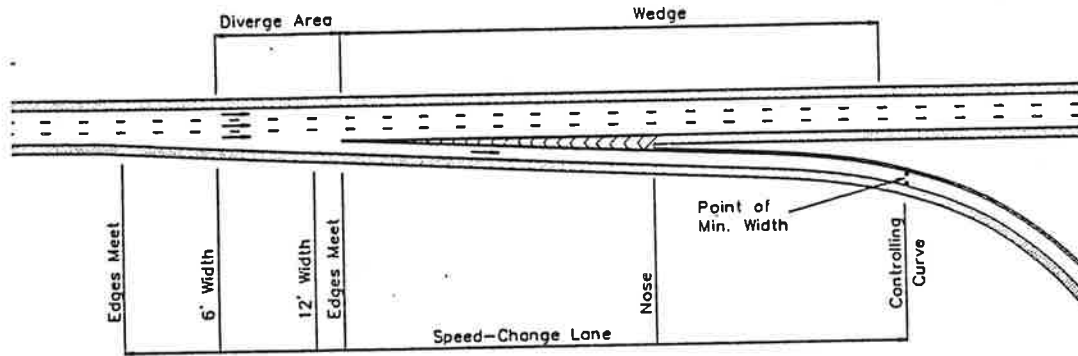 Diverge Area
Wedge
Point of
Min. Width
Edges Meet
6' Width
12' Width
Edges Meet
Nose
Controlling
Curve
Speed-Change Lane